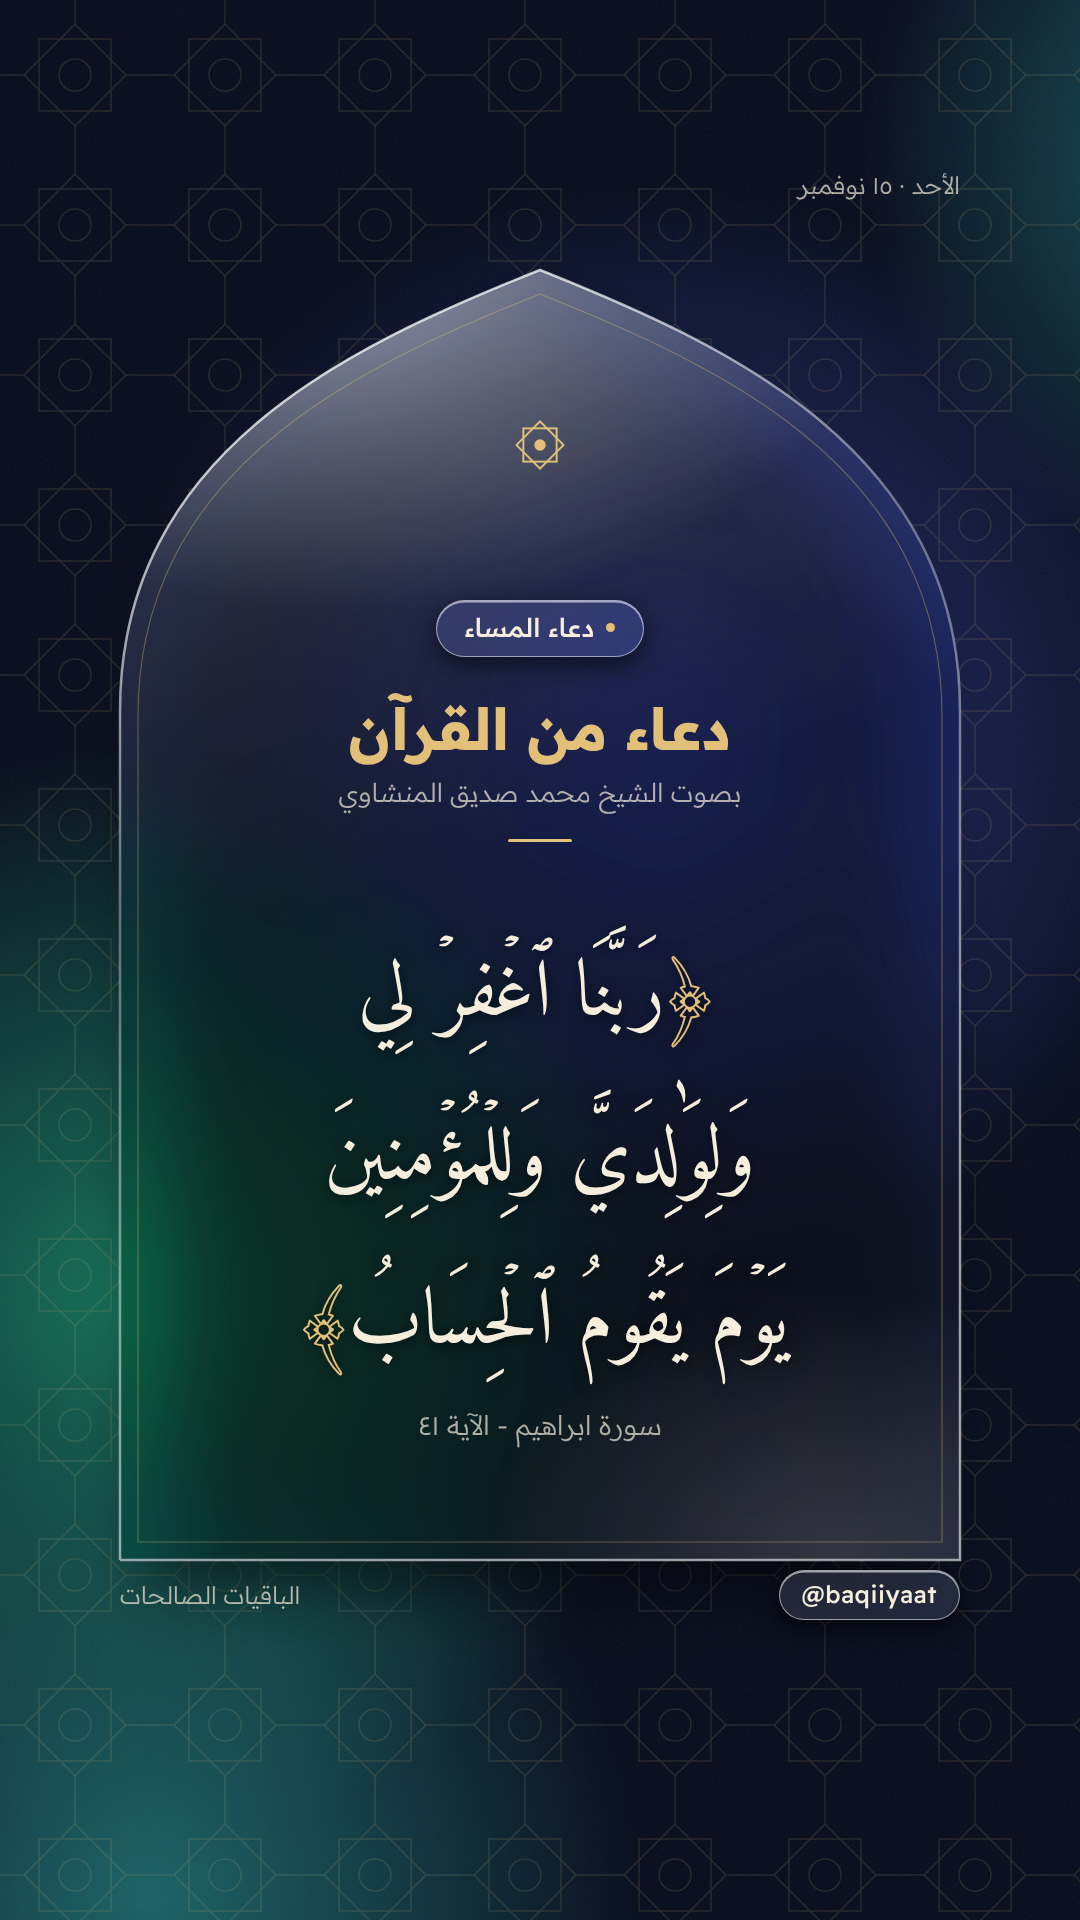 الأحد · ١٥ نوفمبر
دعاء المساء
دعاء من القرآن
بصوت الشيخ محمد صديق المنشاوي
﴿رَبَّنَا ٱغۡفِرۡ لِي
وَلِوَٰلِدَيَّ وَلِلۡمُؤۡمِنِينَ
يَوۡمَ يَقُومُ ٱلۡحِسَابُ﴾
سورة ابراهيم - الآية ٤١
@baqiiyaat
الباقيات الصالحات